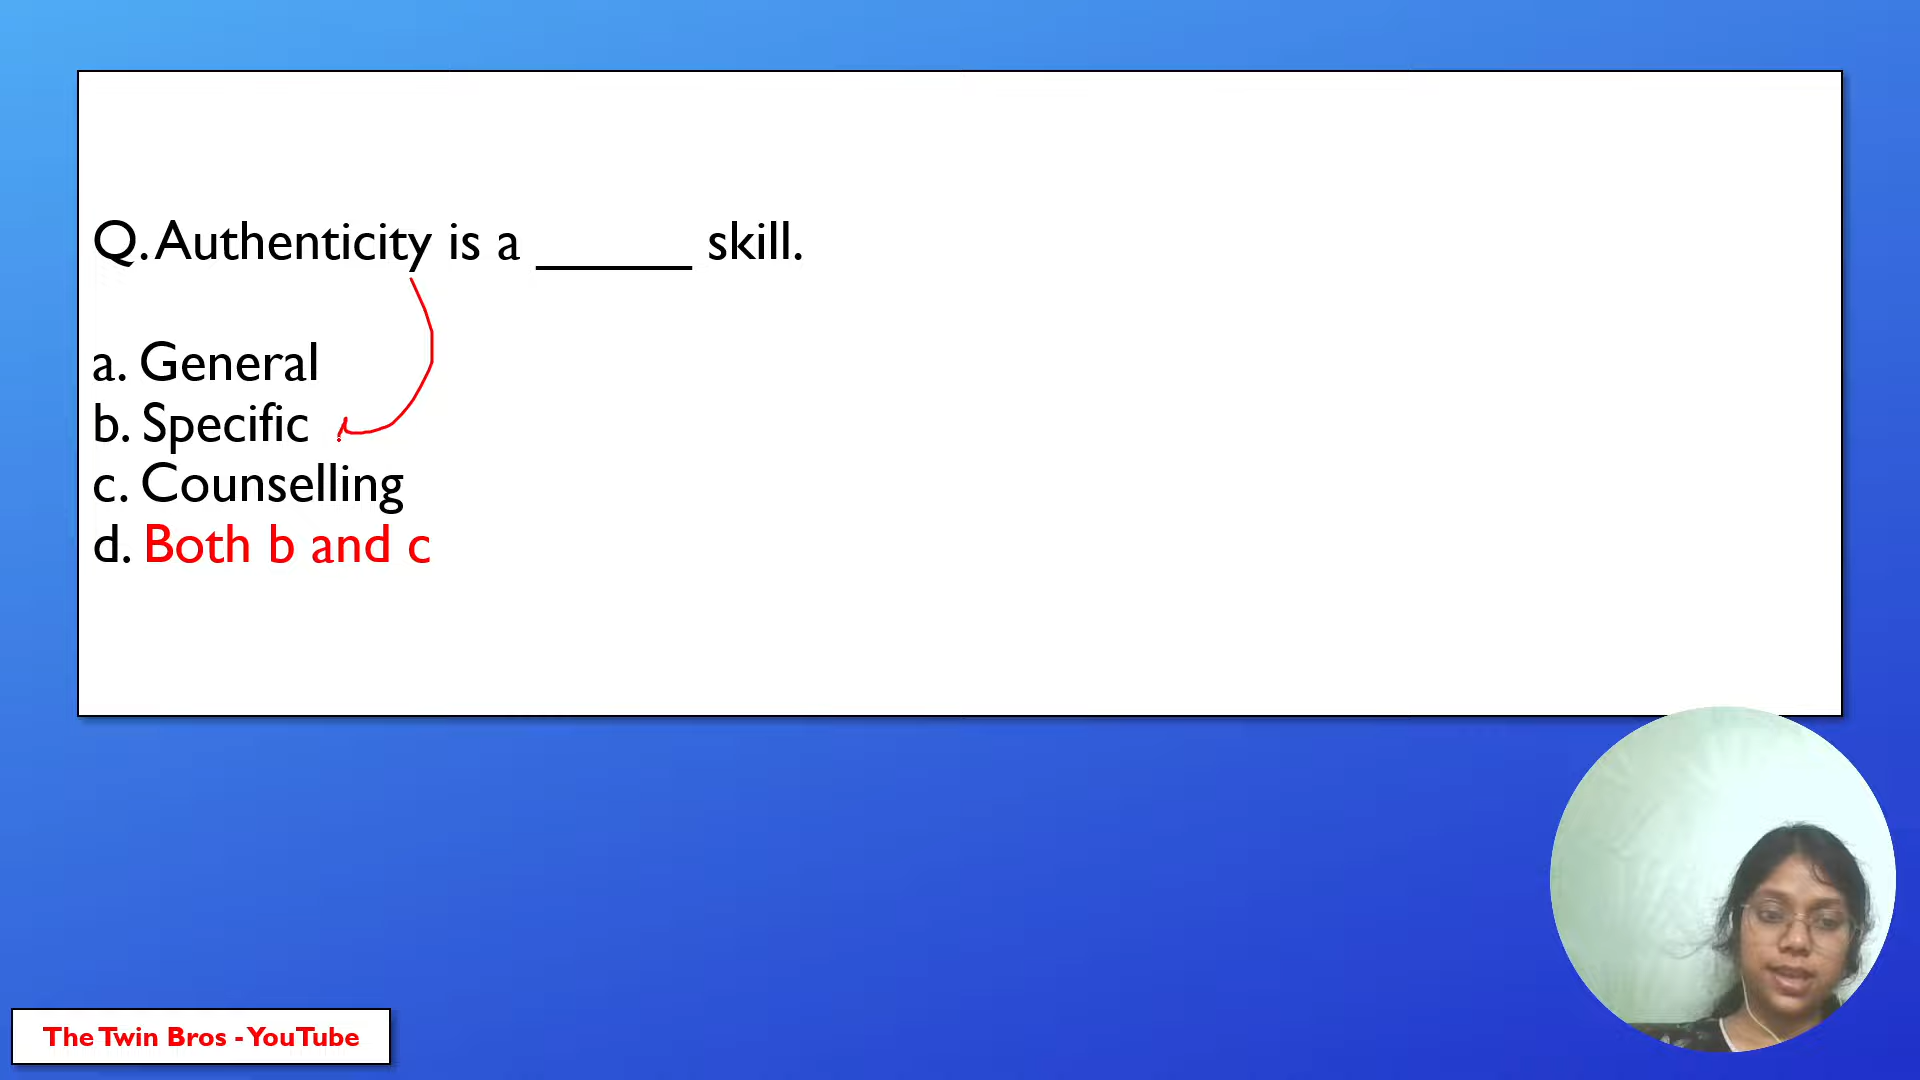 Q. Authenticity is a ______ skill.
a. General
b. Specific
c. Counselling
d. Both b and c
The Twin Bros - YouTube